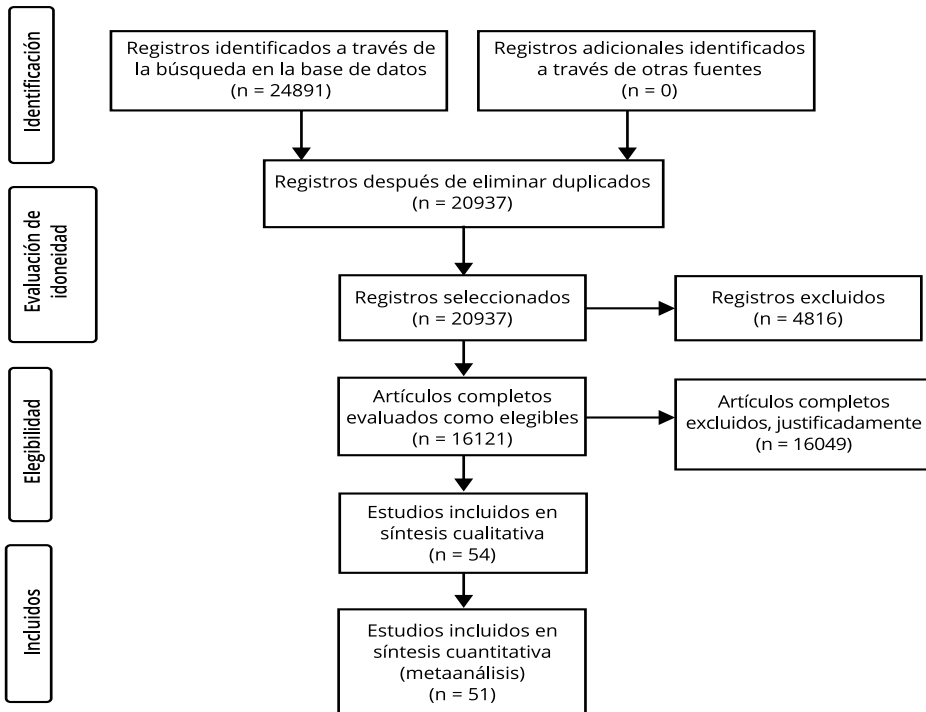 Identificación
Registros identificados a través de
la búsqueda en la base de datos
(n = 24891)
Registros adicionales identificados
a través de otras fuentes
(n = 0)
Registros después de eliminar duplicados
(n = 20937)
Evaluación de
idoneidad
Registros seleccionados
(n = 20937)
Registros excluidos
(n = 4816)
Elegibilidad
Artículos completos
evaluados como elegibles
(n = 16121)
Artículos completos
excluidos, justificadamente
(n = 16049)
Estudios incluidos en
síntesis cualitativa
(n = 54)
Incluidos
Estudios incluidos en
síntesis cuantitativa
(metaanálisis)
(n = 51)